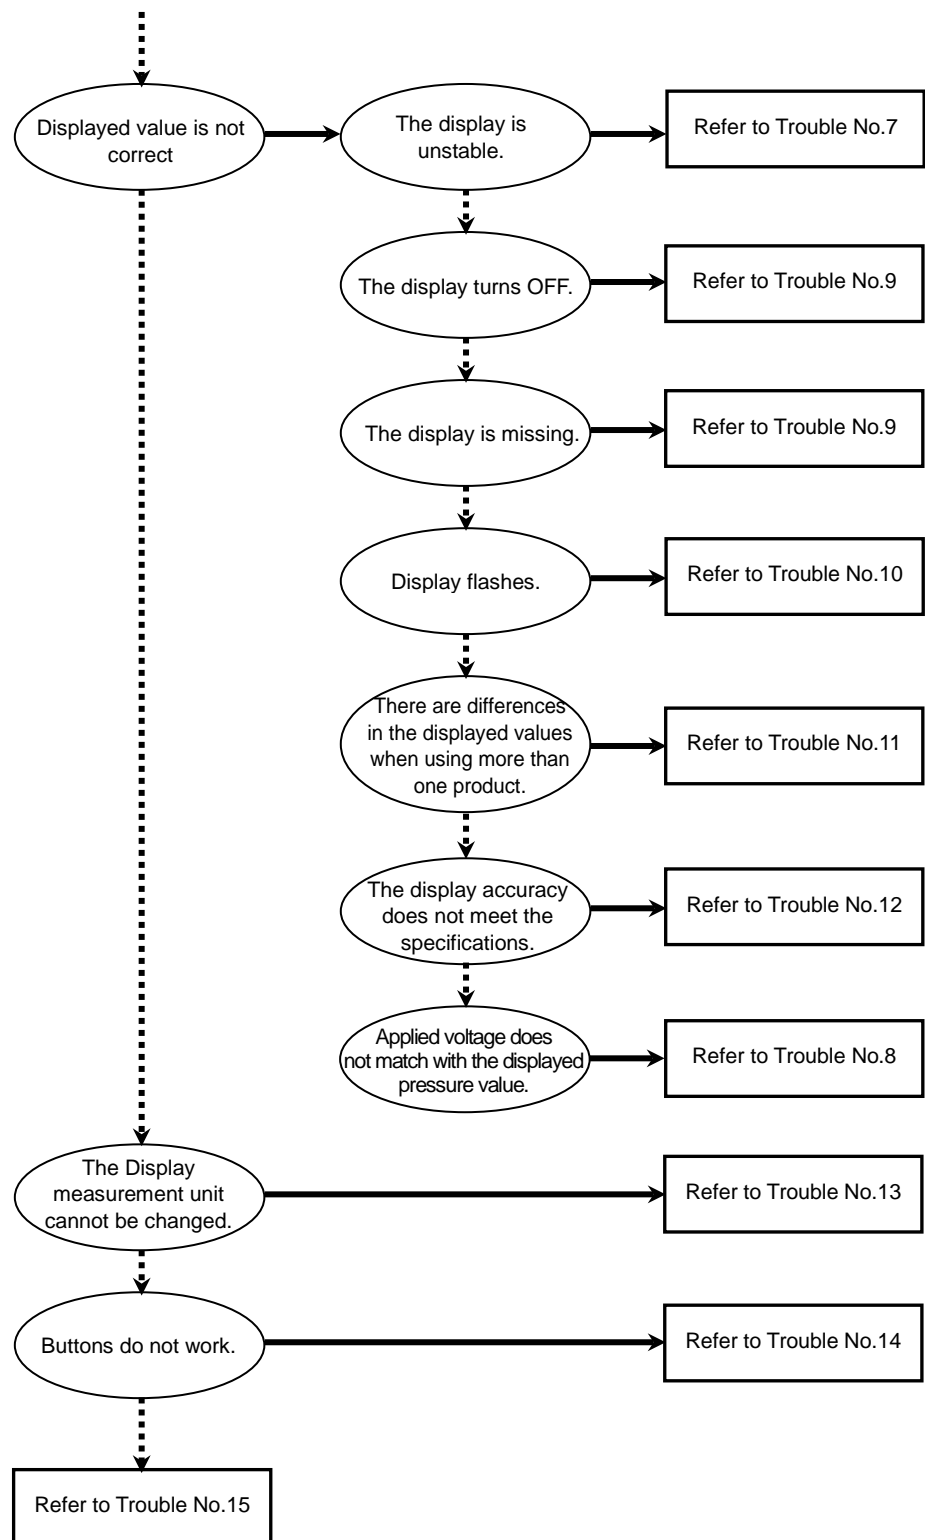 Displayed value is not
correct
The display is
unstable.
Refer to Trouble No.7
The display turns OFF.
Refer to Trouble No.9
The display is missing.
Refer to Trouble No.9
Display flashes.
Refer to Trouble No.10
There are differences
in the displayed values
when using more than
one product.
Refer to Trouble No.11
The display accuracy
does not meet the
specifications.
Refer to Trouble No.12
Applied voltage does
not match with the displayed
pressure value.
Refer to Trouble No.8
The Display
measurement unit
cannot be changed.
Refer to Trouble No.13
Buttons do not work.
Refer to Trouble No.14
Refer to Trouble No.15